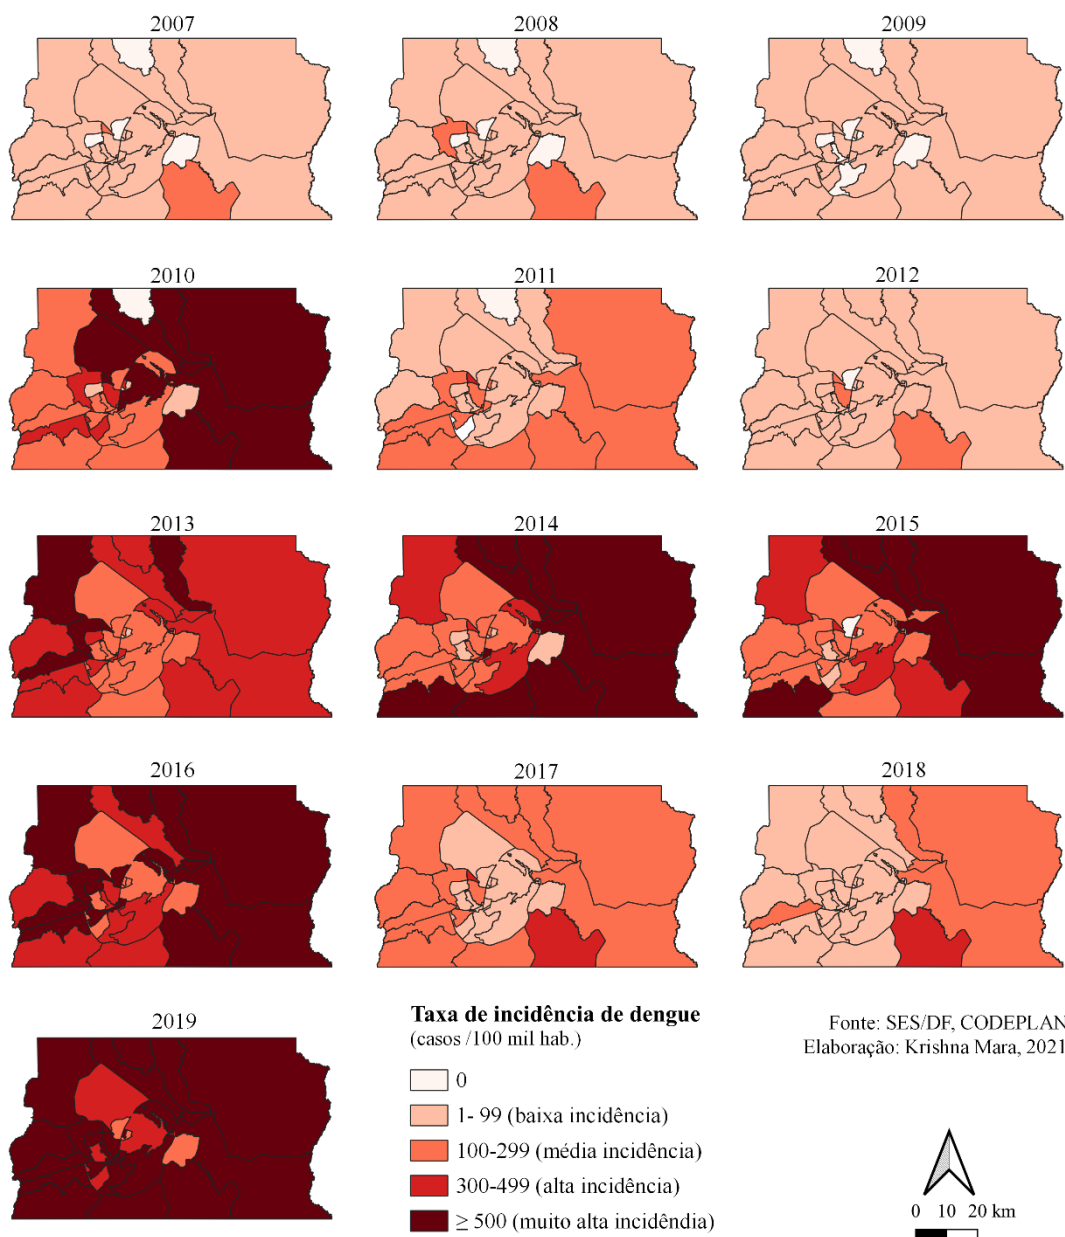 2007
2008
2009
2010
2011
2012
2013
2014
2015
2016
2017
2018
2019
Taxa de incidência de dengue
(casos /100 mil hab.)
0
1- 99 (baixa incidência)
100-299 (média incidência)
300-499 (alta incidência)
≥ 500 (muito alta incidêndia)
Fonte: SES/DF, CODEPLAN
Elaboração: Krishna Mara, 2021
0 10 20 km